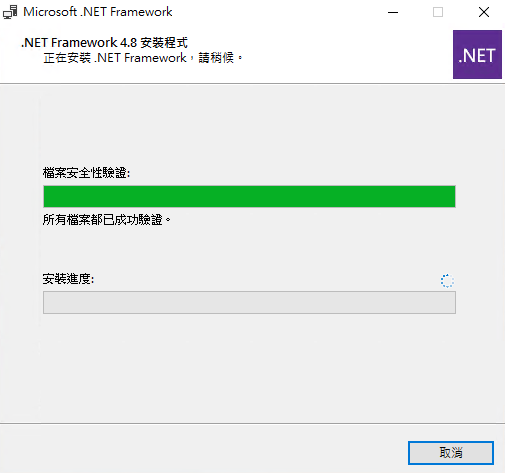 Microsoft .NET Framework
.NET Framework 4.8 安裝程式
正在安裝 .NET Framework，請稍候。
.NET
檔案安全性驗證:
所有檔案都已成功驗證。
安裝進度:
取消